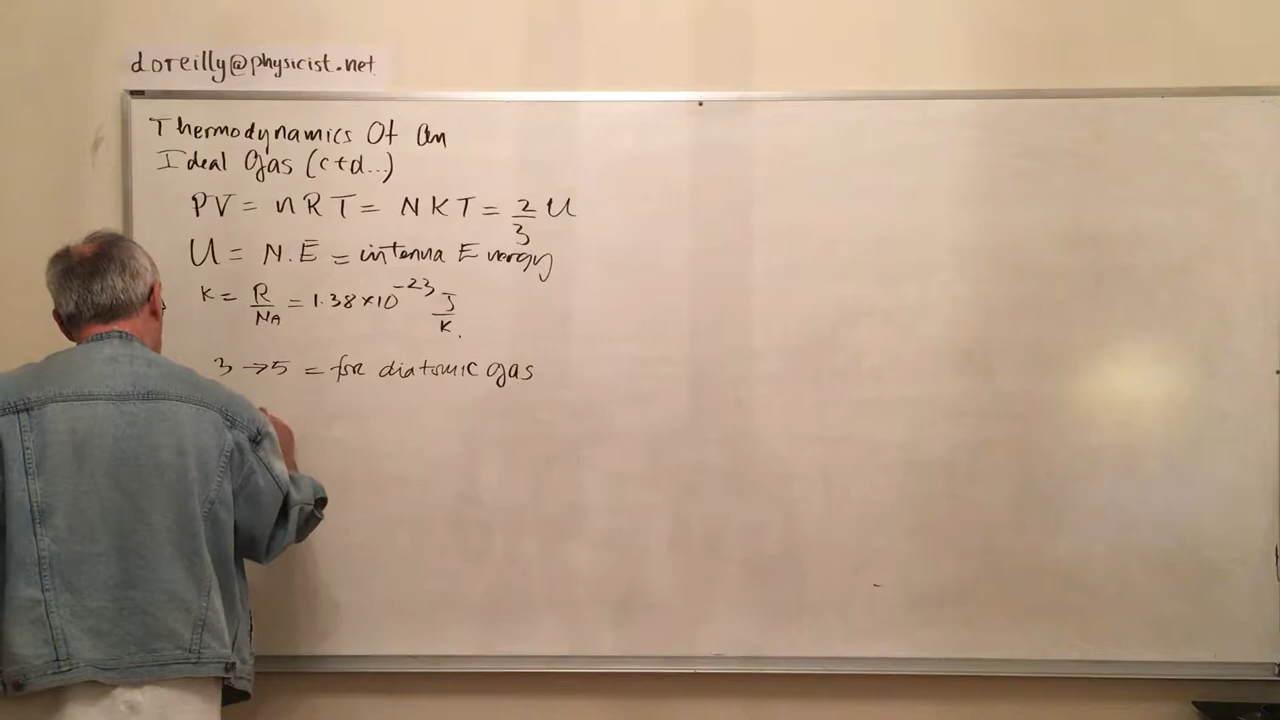 doreilly@physicist.net
Thermodynamics Of An
Ideal Gas (ctd...)
PV = nRT = NKT = 2/3 U
U = N.Ē = interna Energy
K = R/NA = 1.38×10⁻²³ J/K.
3 → 5 = for diatomic gas